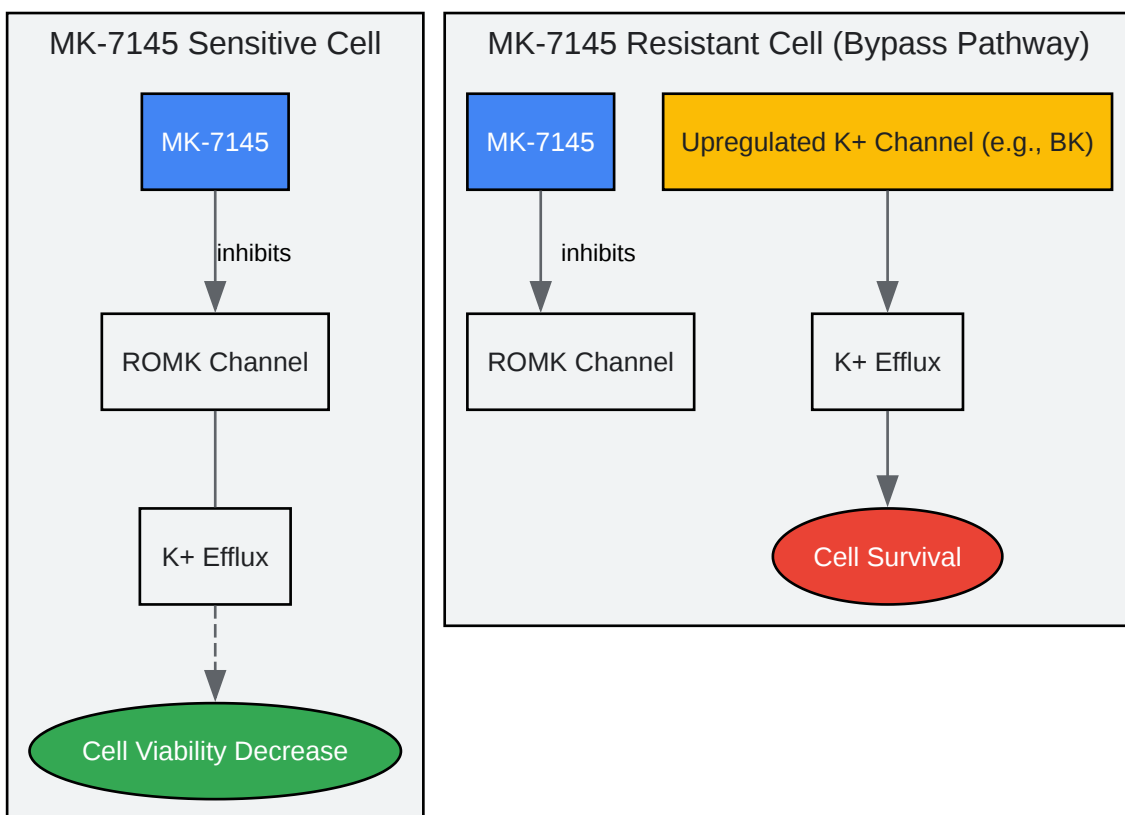 MK-7145 Sensitive Cell
MK-7145
inhibits
ROMK Channel
K+ Efflux
Cell Viability Decrease
MK-7145 Resistant Cell (Bypass Pathway)
MK-7145
Upregulated K+ Channel (e.g., BK)
inhibits
ROMK Channel
K+ Efflux
Cell Survival